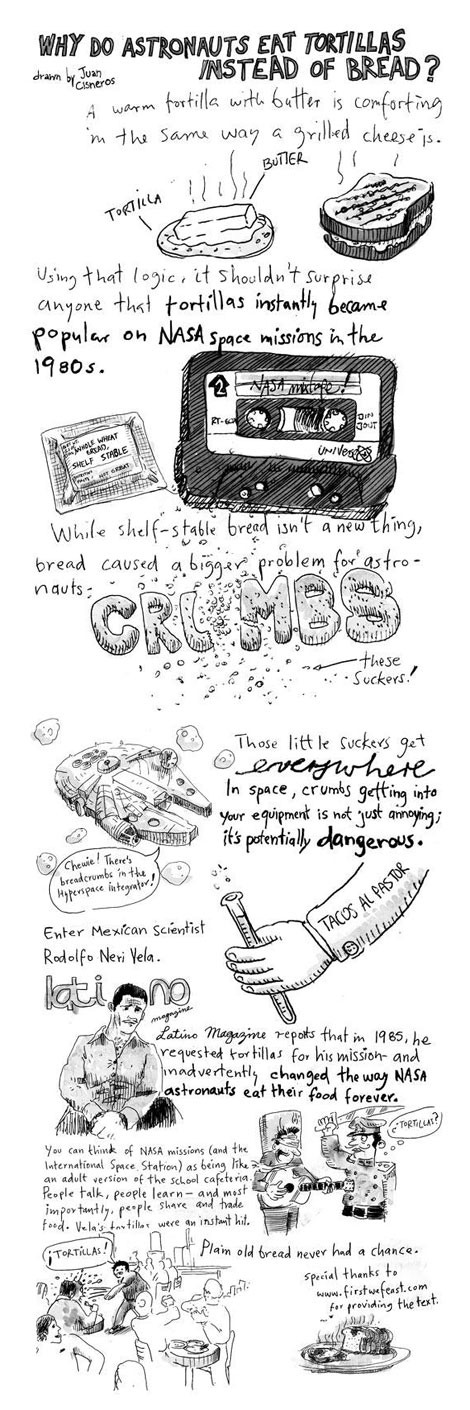 WHY DO ASTRONAUTS EAT TORTILLAS
INSTEAD OF BREAD?
drawn by Juan
Cisneros
A warm tortilla with butter is comforting
in the same way a grilled cheese is.
TORTILLA
BUTTER
Using that logic, it shouldn't surprise
anyone that tortillas instantly became
popular on NASA space missions in the
1980s.
2
NASA mixtape!
WHOLE WHEAT
BREAD,
SHELF STABLE
While shelf-stable bread isn't a new thing,
bread caused a bigger problem for astro-
nauts:
CRUMBS
these
suckers!
Those little suckers get
everywhere
In space, crumbs getting into
your equipment is not just annoying;
it's potentially dangerous.
Chewie! There's
breadcrumbs in the
Hyperspace integrator!
TACOS AL PASTOR
Enter Mexican Scientist
Rodolfo Neri Vela.
latino
magazine
Latino Magazine reports that in 1985, he
requested tortillas for his mission and
inadvertently changed the way NASA
astronauts eat their food forever.
You can think of NASA missions (and the
International Space Station) as being like
an adult version of the school cafeteria.
People talk, people learn — and most
importantly, people share and trade
food. Vela's tortillas were an instant hit.
¿TORTILLAS?
¡TORTILLAS!
Plain old bread never had a chance.
special thanks to
www.firstwefeast.com
for providing the text.